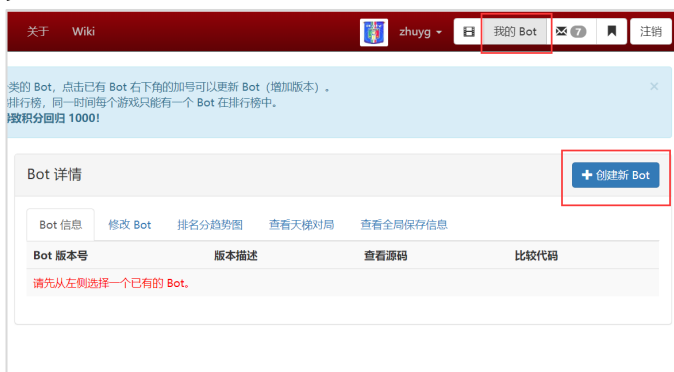 关于 Wiki zhuyg 我的 Bot 7 注销
类的 Bot，点击已有 Bot 右下角的加号可以更新 Bot（增加版本）。 ×
排行榜，同一时间每个游戏只能有一个 Bot 在排行榜中。
致积分回归 1000!
Bot 详情 创建新 Bot
Bot 信息 修改 Bot 排名分趋势图 查看天梯对局 查看全局保存信息
Bot 版本号 版本描述 查看源码 比较代码
请先从左侧选择一个已有的 Bot。